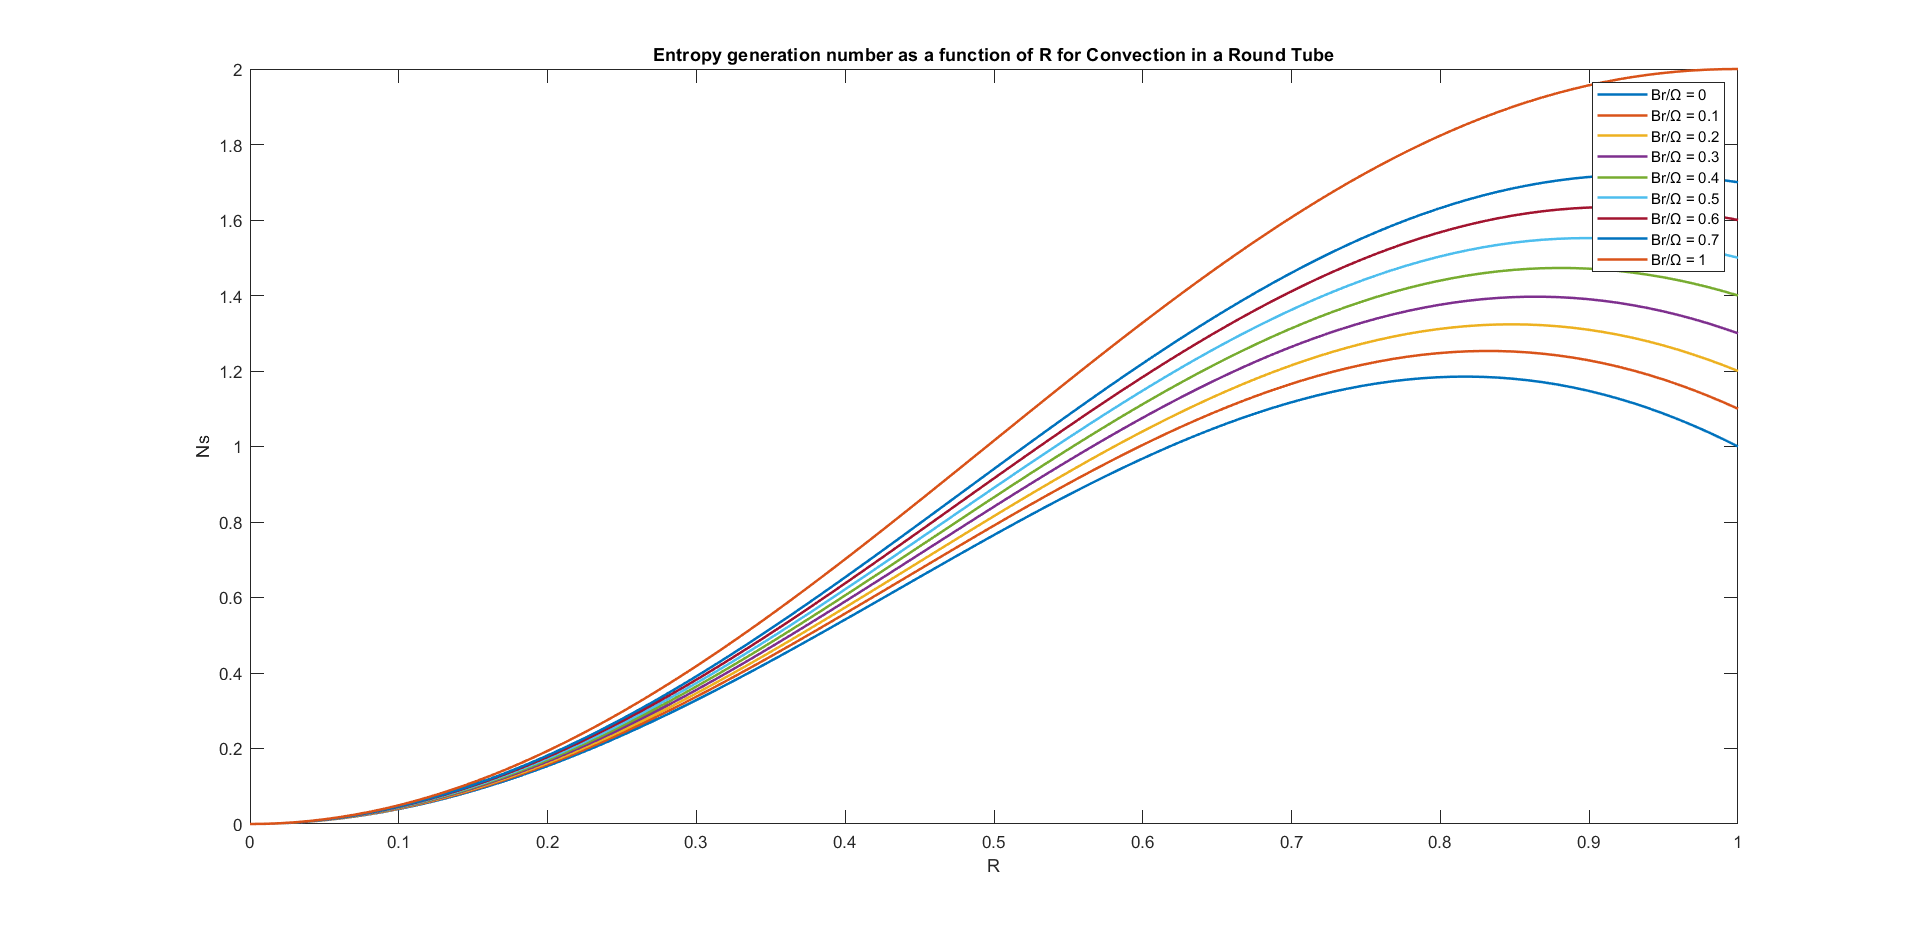 Entropy generation number as a function of R for Convection in a Round Tube
2
1.8
1.6
1.4
1.2
1
0.8
0.6
0.4
0.2
0
Ns
Br/Ω = 0
Br/Ω = 0.1
Br/Ω = 0.2
Br/Ω = 0.3
Br/Ω = 0.4
Br/Ω = 0.5
Br/Ω = 0.6
Br/Ω = 0.7
Br/Ω = 1
0 0.1 0.2 0.3 0.4 0.5 0.6 0.7 0.8 0.9 1
R